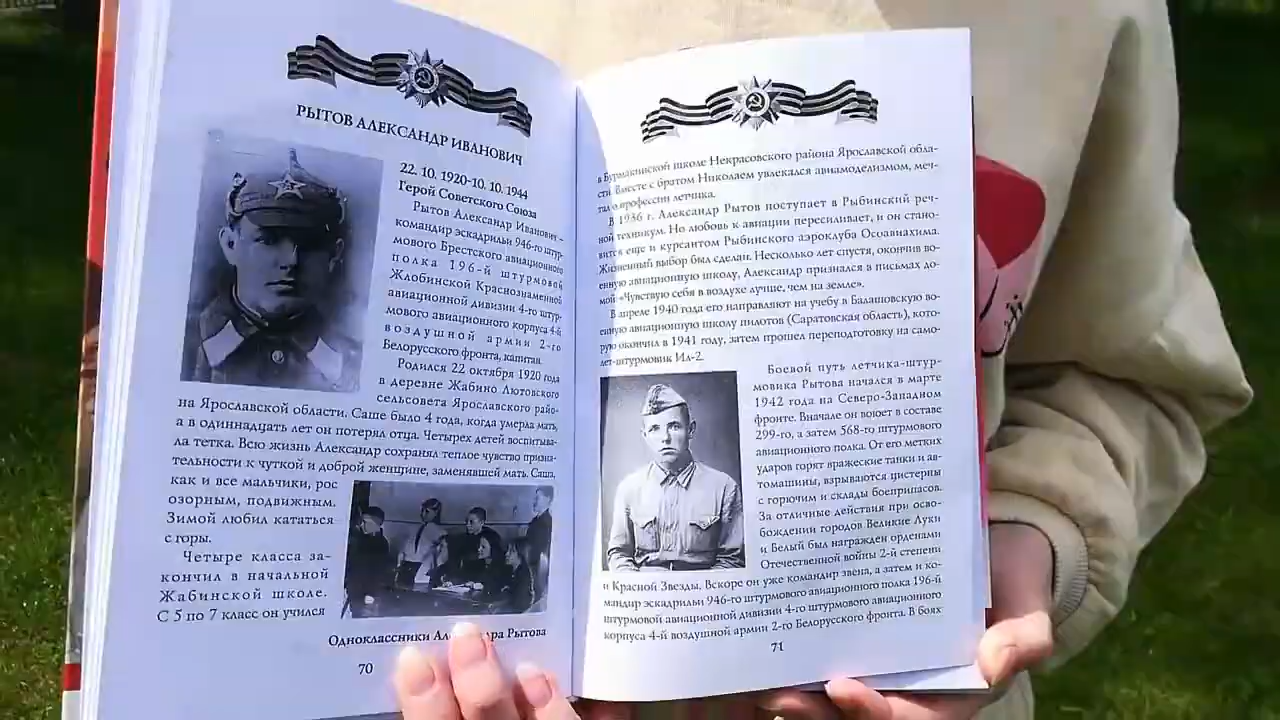 РЫТОВ АЛЕКСАНДР ИВАНОВИЧ
22. 10. 1920-10. 10. 1944
Герой Советского Союза
Рытов Александр Иванович –
командир эскадрильи 946-го штур-
мового Брестского авиационного
полка 196-й штурмовой
Жлобинской Краснознаменной
авиационной дивизии 4-го штур-
мового авиационного корпуса 4-й
воздушной армии 2-го
Белорусского фронта, капитан.
Родился 22 октября 1920 года
в деревне Жабино Лютовского
сельсовета Ярославского райо-
на Ярославской области. Саше было 4 года, когда умерла мать,
а в одиннадцать лет он потерял отца. Четырех детей воспитыва-
ла тетка. Всю жизнь Александр сохранял теплое чувство призна-
тельности к чуткой и доброй женщине, заменявшей мать. Саша,
как и все мальчики, рос
озорным, подвижным.
Зимой любил кататься
с горы.
Четыре класса за-
кончил в начальной
Жабинской школе.
С 5 по 7 класс он учился
Одноклассники Александра Рытова
70
в Бурмакинской школе Некрасовского района Ярославской обла-
сти. Вместе с братом Николаем увлекался авиамоделизмом, меч-
тал о профессии летчика.
В 1936 г. Александр Рытов поступает в Рыбинский реч-
ной техникум. Но любовь к авиации пересиливает, и он стано-
вится еще и курсантом Рыбинского аэроклуба Осоавиахима.
Жизненный выбор был сделан. Несколько лет спустя, окончив во-
енную авиационную школу, Александр признался в письмах до-
мой: «Чувствую себя в воздухе лучше, чем на земле».
В апреле 1940 года его направляют на учебу в Балашовскую во-
енную авиационную школу пилотов (Саратовская область), кото-
рую окончил в 1941 году, затем прошел переподготовку на само-
лет-штурмовик Ил-2.
Боевой путь летчика-штур-
мовика Рытова начался в марте
1942 года на Северо-Западном
фронте. Вначале он воюет в составе
299-го, а затем 568-го штурмового
авиационного полка. От его метких
ударов горят вражеские танки и ав-
томашины, взрываются цистерны
с горючим и склады боеприпасов.
За отличные действия при осво-
бождении городов Великие Луки
и Белый был награжден орденами
Отечественной войны 2-й степени
и Красной Звезды. Вскоре он уже командир звена, а затем и ко-
мандир эскадрильи 946-го штурмового авиационного полка 196-й
штурмовой авиационной дивизии 4-го штурмового авиационного
корпуса 4-й воздушной армии 2-го Белорусского фронта. В боях
71